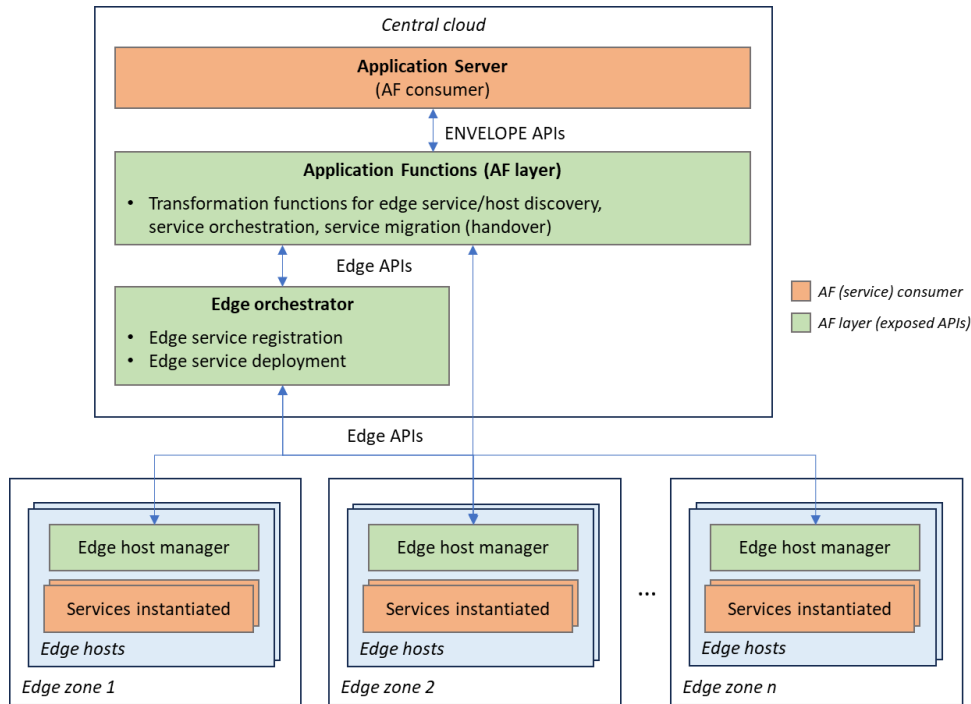 Central cloud
Application Server
(AF consumer)
ENVELOPE APIs
Application Functions (AF layer)
• Transformation functions for edge service/host discovery,
service orchestration, service migration (handover)
Edge APIs
Edge orchestrator
• Edge service registration
• Edge service deployment
AF (service) consumer
AF layer (exposed APIs)
Edge APIs
Edge host manager
Services instantiated
Edge hosts
Edge zone 1
Edge host manager
Services instantiated
Edge hosts
Edge zone 2
...
Edge host manager
Services instantiated
Edge hosts
Edge zone n